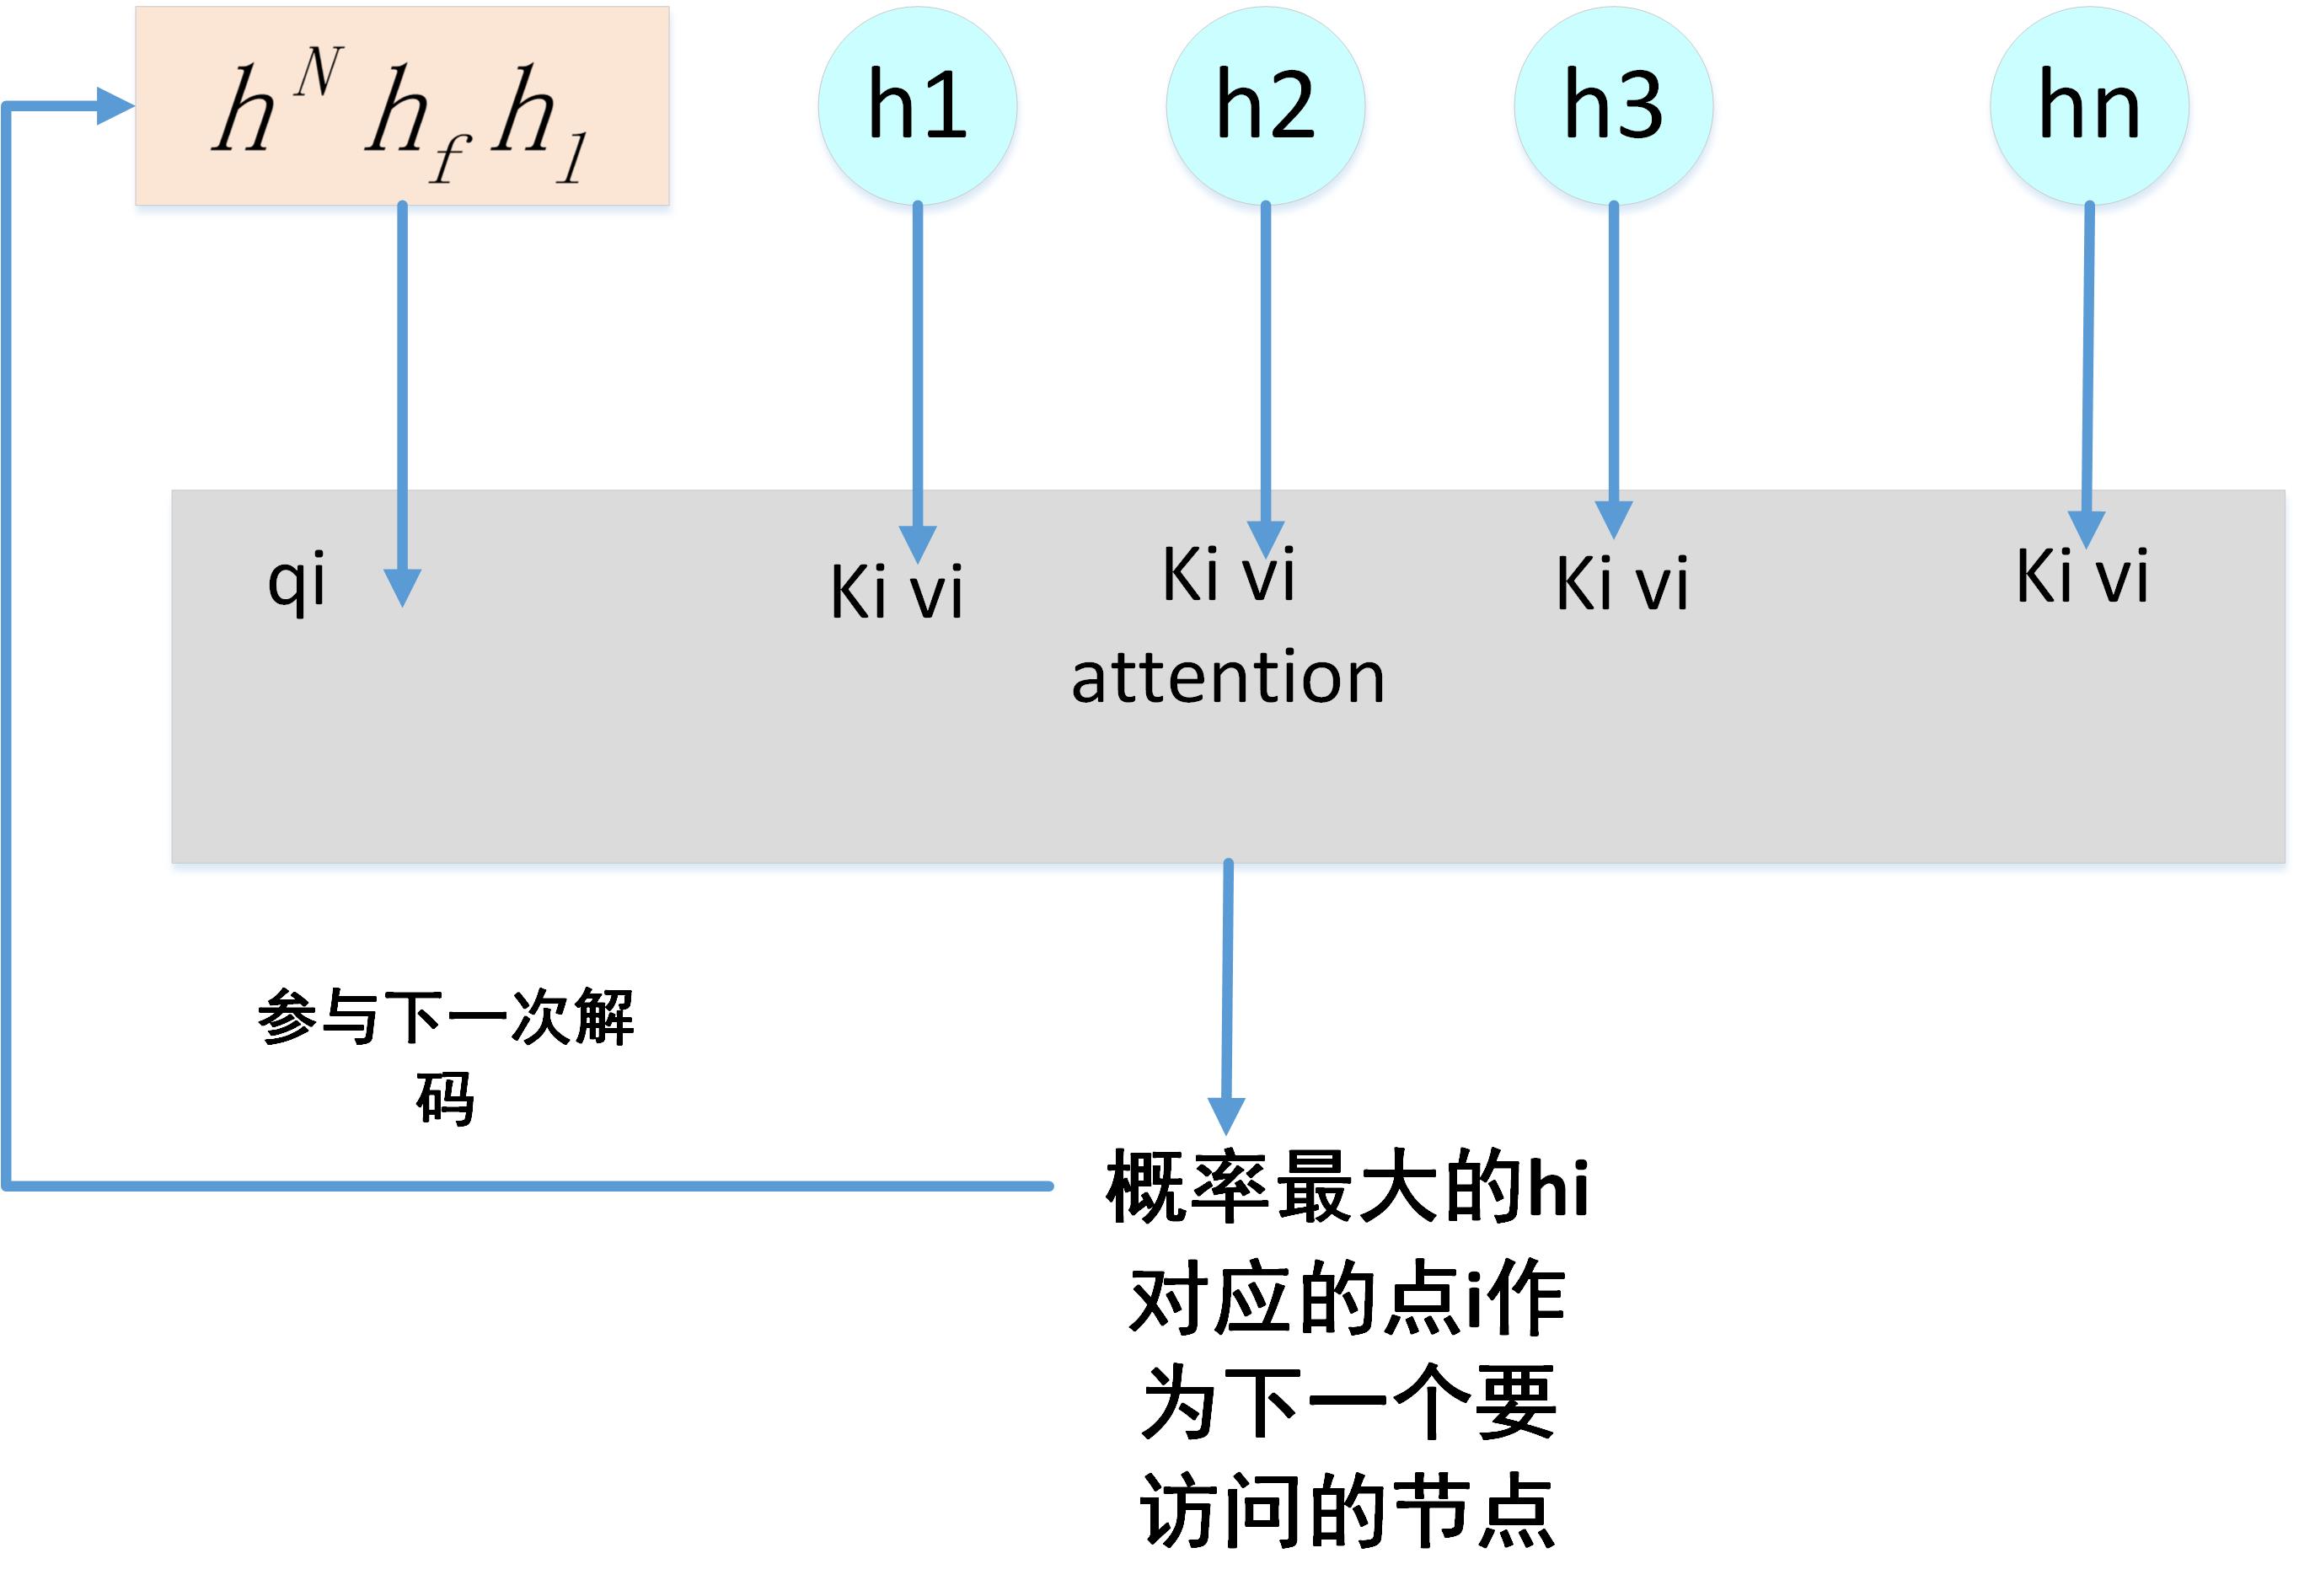 h^N h_f h_l
h1
h2
h3
hn
qi
Ki vi
Ki vi
Ki vi
Ki vi
attention
参与下一次解
码
概率最大的hi
对应的点i作
为下一个要
访问的节点